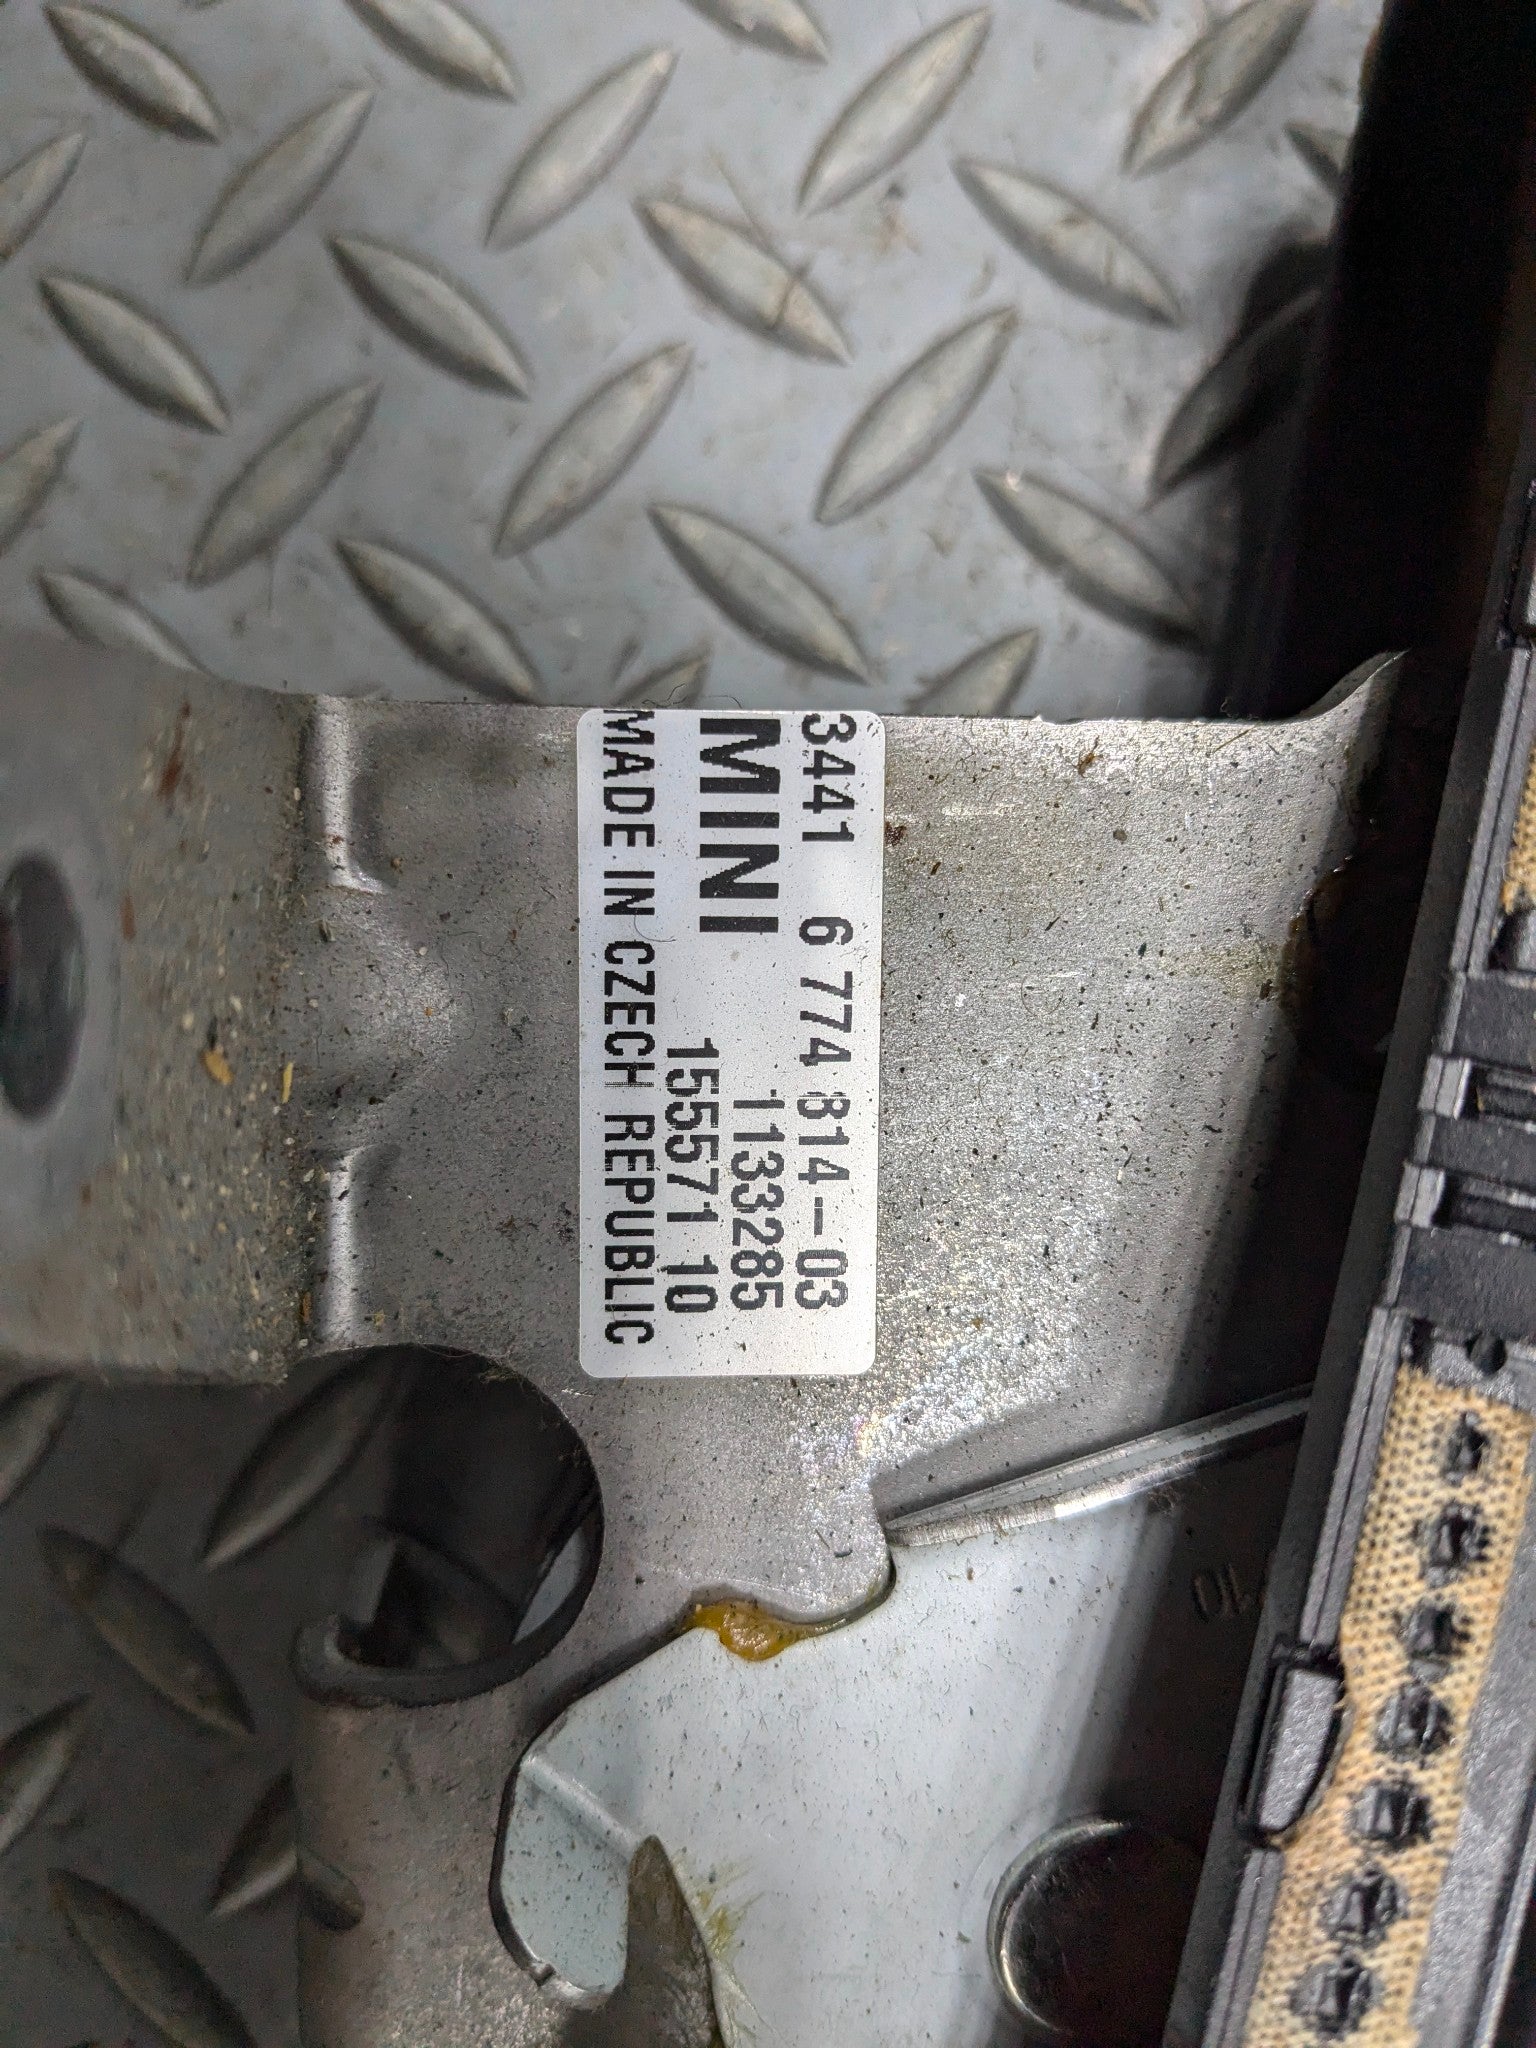 3441 6 774 814-03
MINI 1133285
155571 10
MADE IN CZECH REPUBLIC